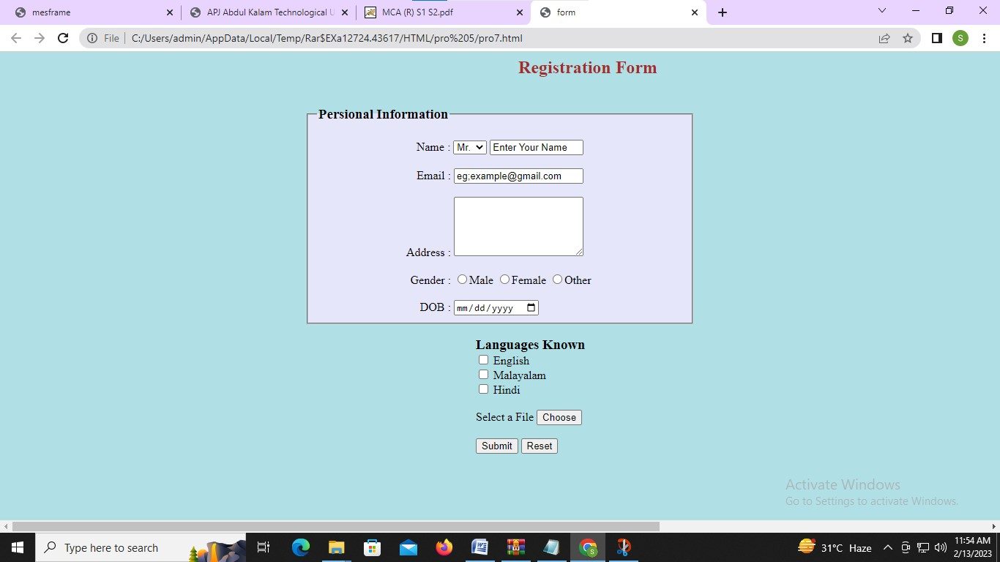 mesframe
APJ Abdul Kalam Technological U
MCA (R) S1 S2.pdf
form
File
C:/Users/admin/AppData/Local/Temp/Rar$EXa12724.43617/HTML/pro%205/pro7.html
S
Registration Form
Persional Information
Name : Mr. Enter Your Name
Email : eg;example@gmail.com
Address :
Gender : Male Female Other
DOB : mm/dd/yyyy
Languages Known
English
Malayalam
Hindi
Select a File Choose
Submit Reset
Activate Windows
Go to Settings to activate Windows.
Type here to search
31°C Haze
11:54 AM
2/13/2023